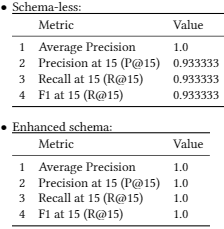 • Schema-less:
Metric Value
1 Average Precision 1.0
2 Precision at 15 (P@15) 0.933333
3 Recall at 15 (R@15) 0.933333
4 F1 at 15 (R@15) 0.933333
• Enhanced schema:
Metric Value
1 Average Precision 1.0
2 Precision at 15 (P@15) 1.0
3 Recall at 15 (R@15) 1.0
4 F1 at 15 (R@15) 1.0